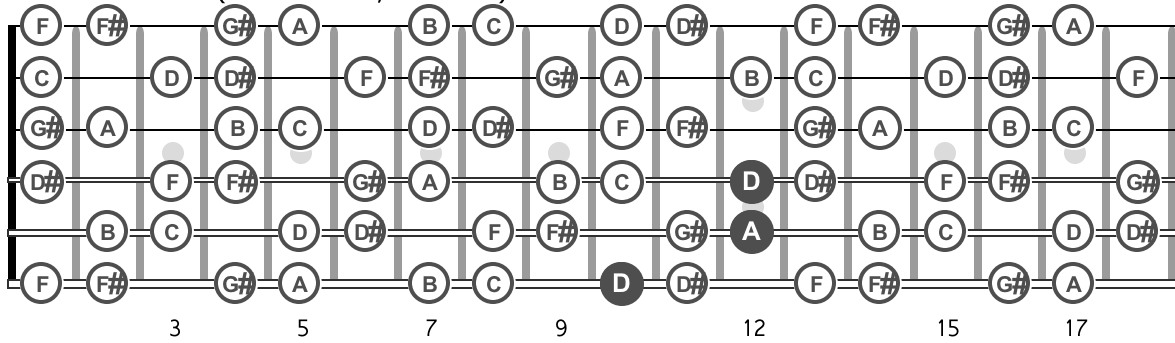 F F# G# A B C D D# F F# G# A
C D D# F F# G# A B C D D# F
G# A B C D D# F F# G# A B C
D# F F# G# A B C D D# F F# G#
B C D D# F F# G# A B C D D#
F F# G# A B C D D# F F# G# A
3 5 7 9 12 15 17